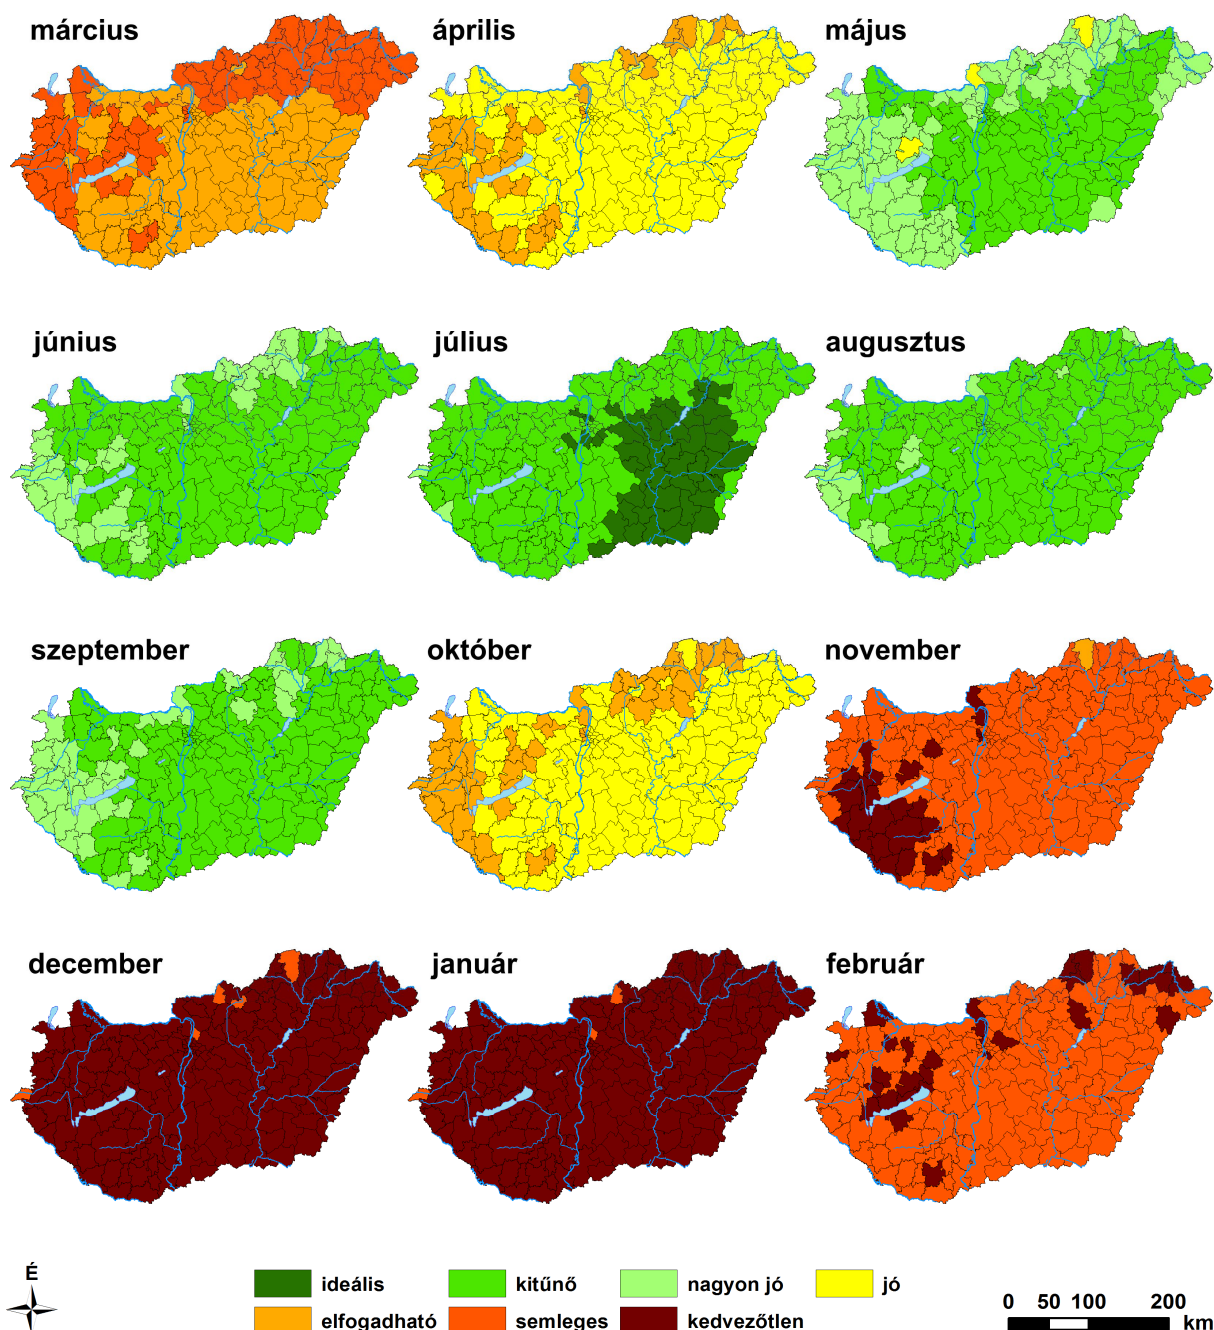 március április május
június július augusztus
szeptember október november
december január február
É
ideális kitűnő nagyon jó jó
elfogadható semleges kedvezőtlen
0 50 100 200
km